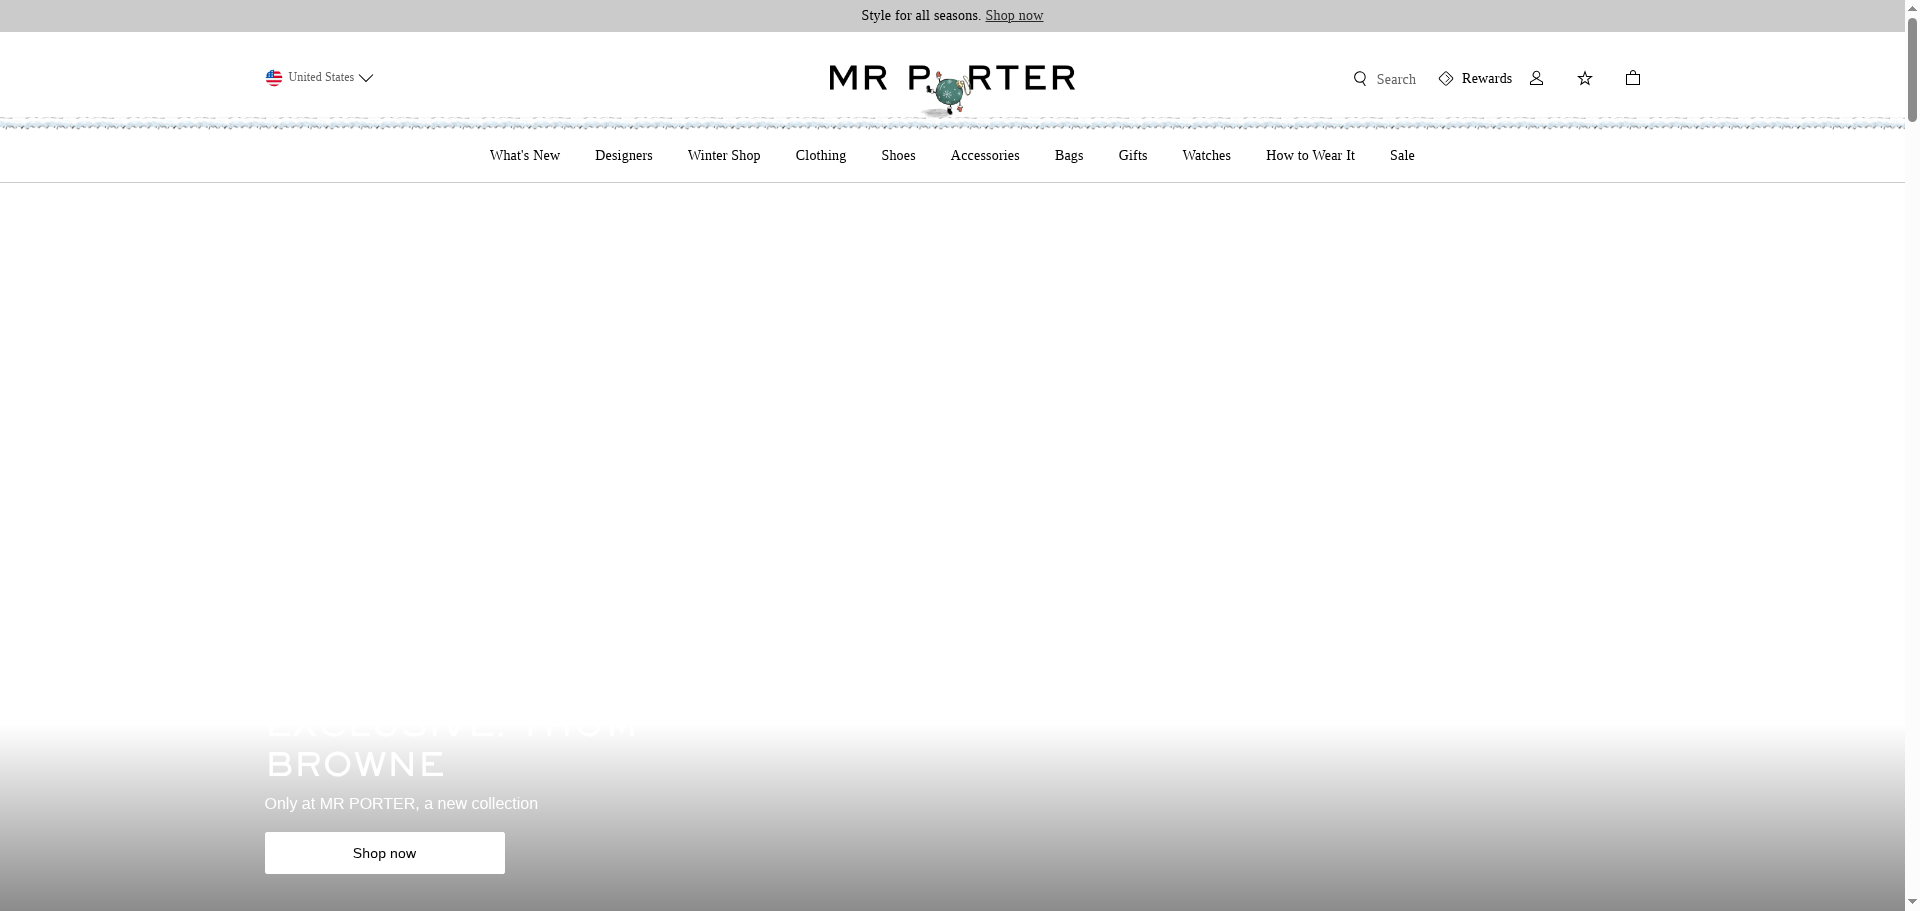 Style for all seasons. Shop now
United States
MR PORTER
Search
Rewards
What's New
Designers
Winter Shop
Clothing
Shoes
Accessories
Bags
Gifts
Watches
How to Wear It
Sale
BROWNE
Only at MR PORTER, a new collection
Shop now